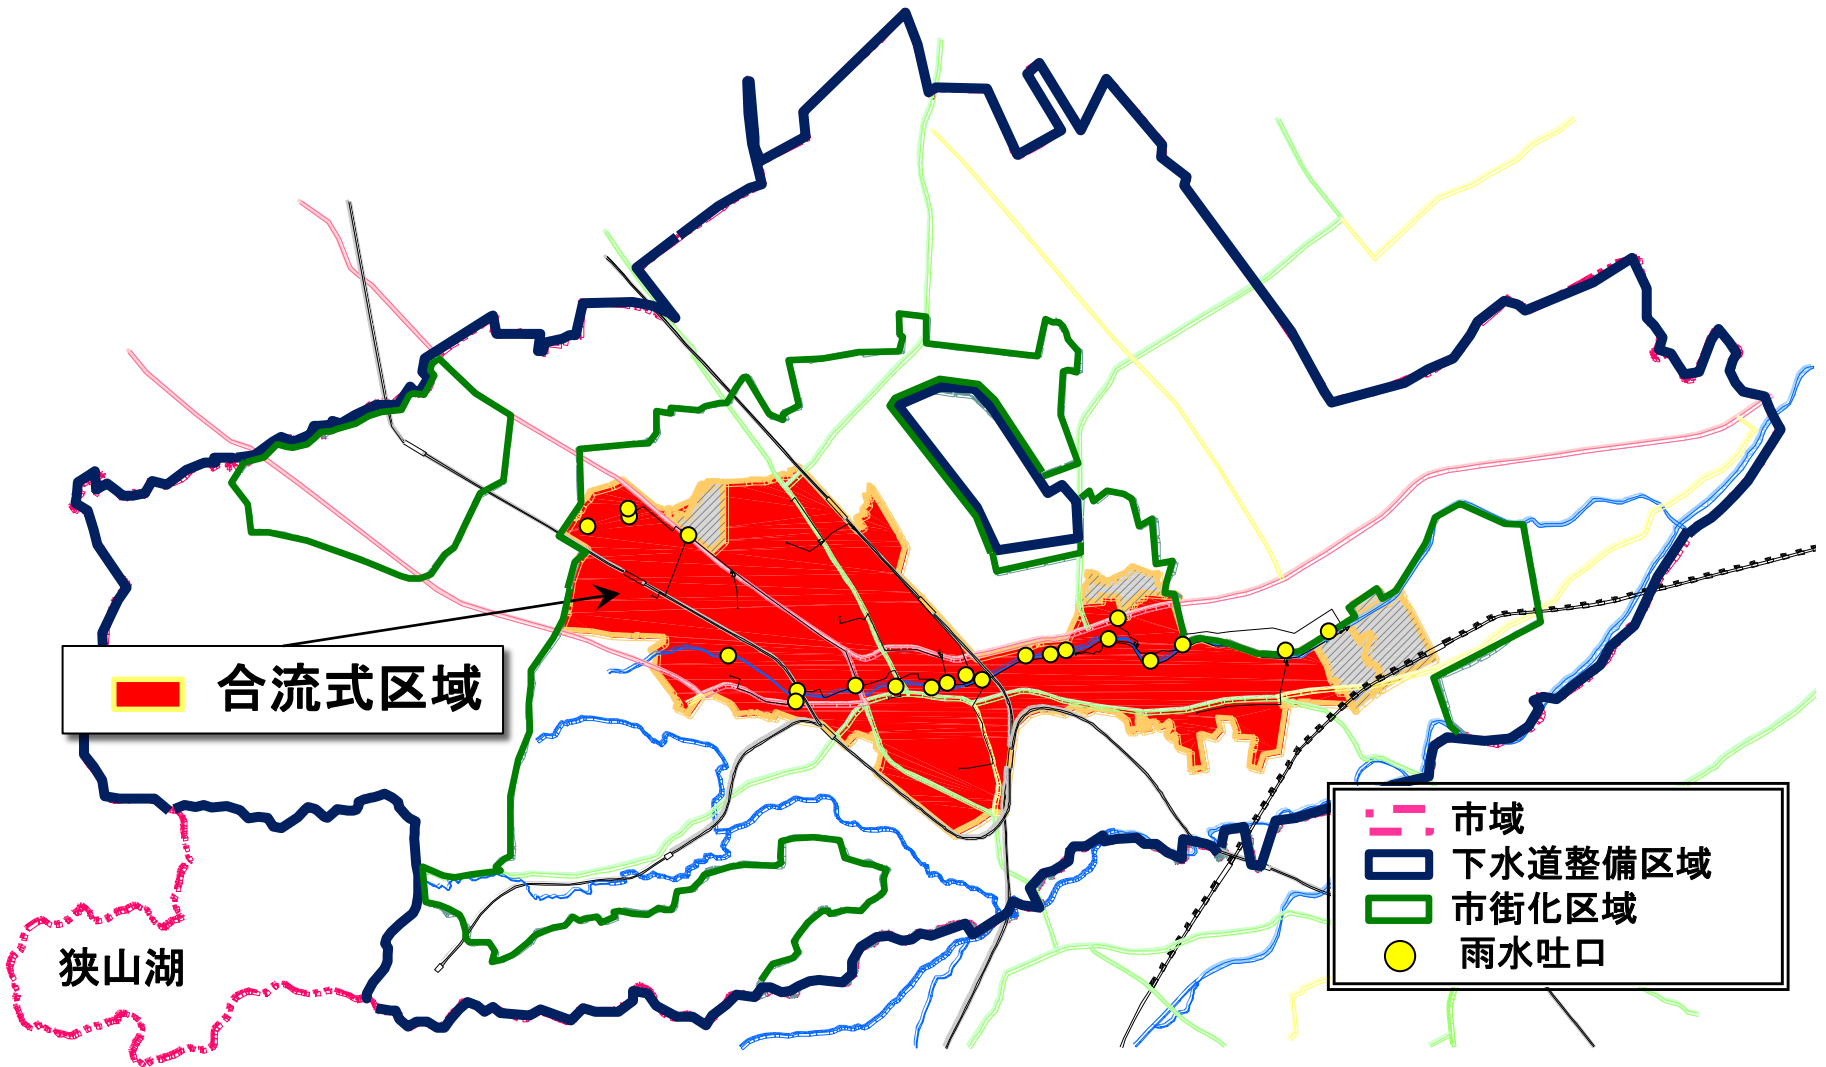 合流式区域
狭山湖
市域
下水道整備区域
市街化区域
雨水吐口